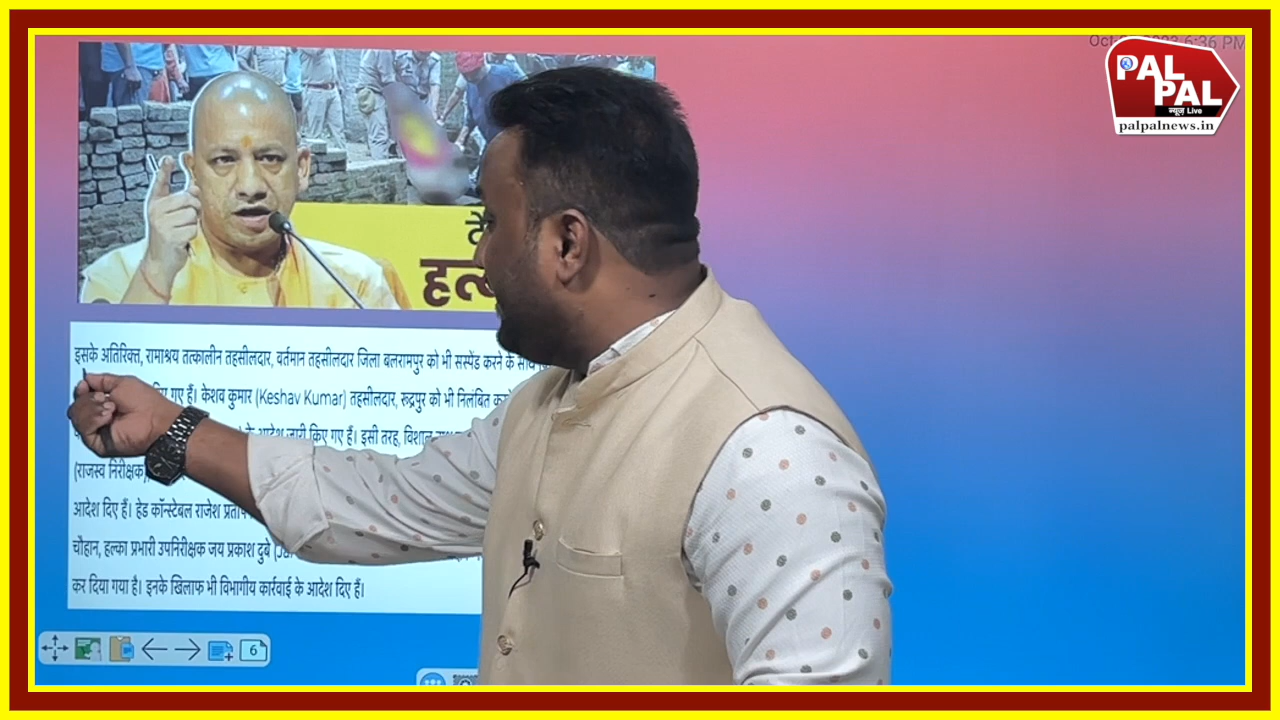 6:36 PM
PAL
PAL
न्यूज़ Live
palpalnews.in
इसके अतिरिक्त, रामाश्रय तत्कालीन तहसीलदार, वर्तमान तहसीलदार जिला बलरामपुर को भी सस्पेंड करने के साथ
गए हैं। केशव कुमार (Keshav Kumar) तहसीलदार, रूद्रपुर को भी निलंबित
के आदेश जारी किए गए हैं। इसी तरह, विशाल
(राजस्व निरीक्षक),
आदेश दिए हैं। हेड कॉन्स्टेबल राजेश प्रताप
चौहान, हल्का प्रभारी उपनिरीक्षक जय प्रकाश दुबे
कर दिया गया है। इनके खिलाफ भी विभागीय कार्रवाई के आदेश दिए हैं।
6